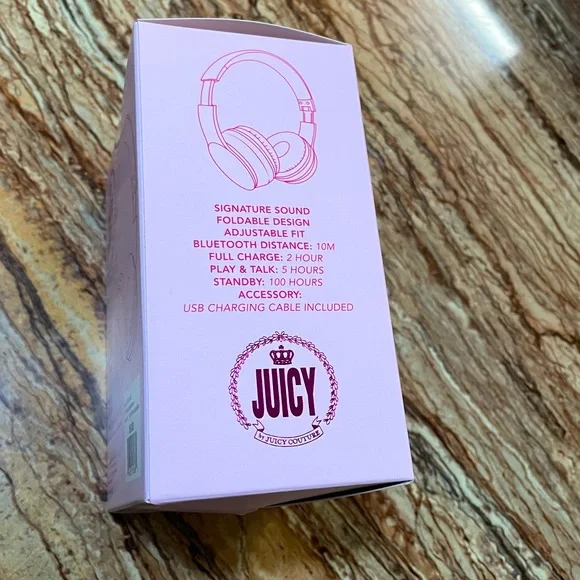 SIGNATURE SOUND
FOLDABLE DESIGN
ADJUSTABLE FIT
BLUETOOTH DISTANCE: 10M
FULL CHARGE: 2 HOUR
PLAY & TALK: 5 HOURS
STANDBY: 100 HOURS
ACCESSORY:
USB CHARGING CABLE INCLUDED
JUICY
by JUICY COUTURE